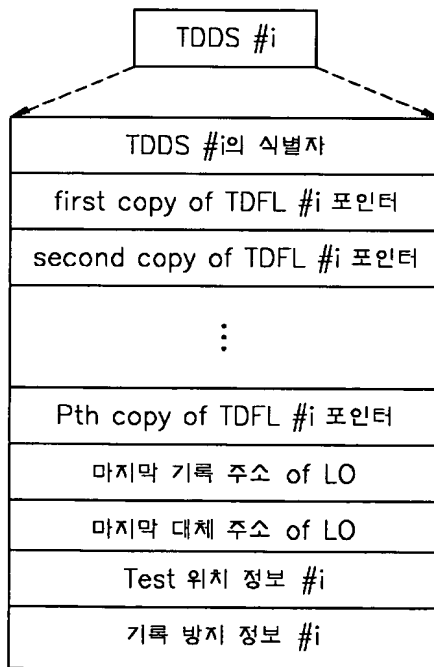 TDDS #i
TDDS #i의 식별자
first copy of TDFL #i 포인터
second copy of TDFL #i 포인터
⋮
Pth copy of TDFL #i 포인터
마지막 기록 주소 of L0
마지막 대체 주소 of L0
Test 위치 정보 #i
기록 방지 정보 #i